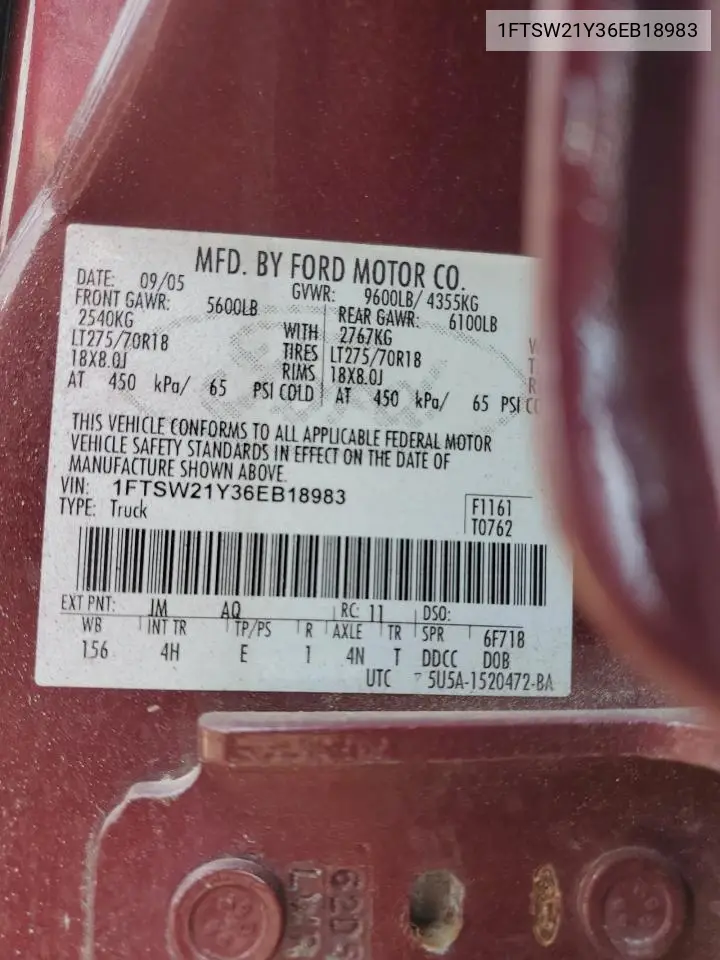 1FTSW21Y36EB18983
MFD. BY FORD MOTOR CO.
DATE: 09/05 GVWR: 9600LB/ 4355KG
FRONT GAWR: 5600LB REAR GAWR: 6100LB
2540KG WITH 2767KG
LT275/70R18 TIRES LT275/70R18
18X8.0J RIMS 18X8.0J
AT 450 kPa/ 65 PSI COLD AT 450 kPa/ 65 PSI
THIS VEHICLE CONFORMS TO ALL APPLICABLE FEDERAL MOTOR
VEHICLE SAFETY STANDARDS IN EFFECT ON THE DATE OF
MANUFACTURE SHOWN ABOVE.
VIN: 1FTSW21Y36EB18983
TYPE: Truck
F1161
T0762
EXT PNT: JM AQ RC: 11 DSO:
WB INT TR TP/PS R AXLE TR SPR 6F718
156 4H E 1 4N T DDCC DOB
UTC 5U5A-1520472-BA